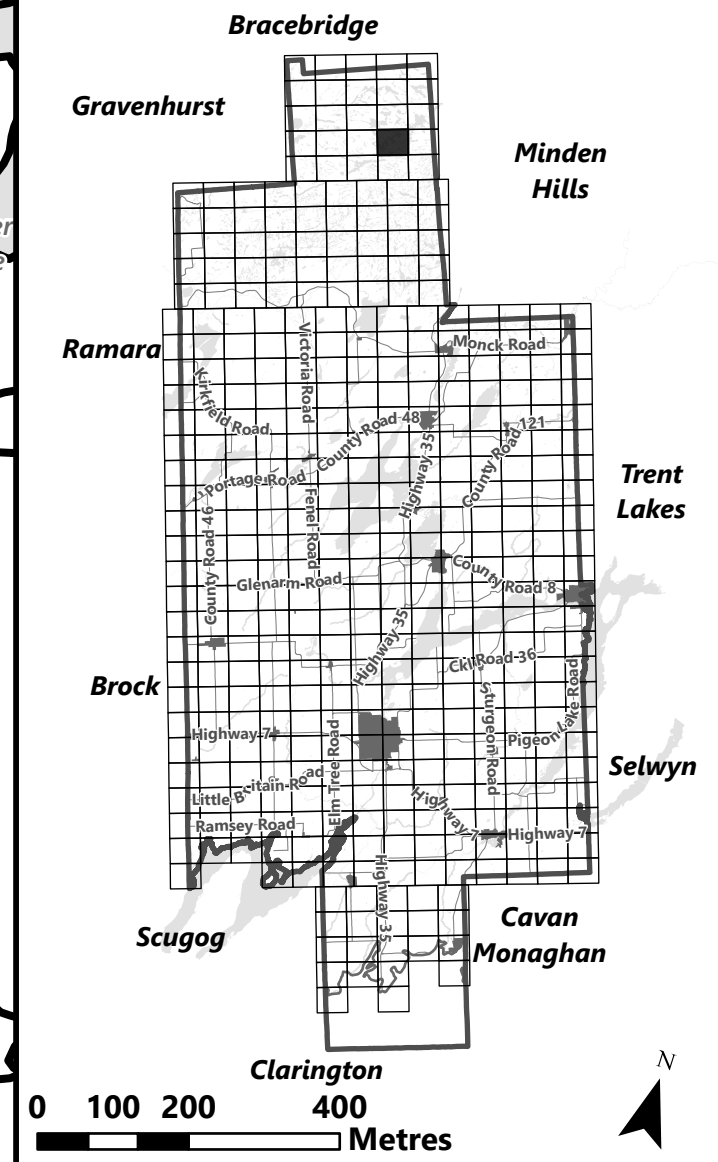 Bracebridge
Gravenhurst
Minden
Hills
Ramara
Monck Road
Victoria Road
Kirkfield Road
County Road 48
County Road 121
Highway 35
Portage Road
Trent
Lakes
Fenel Road
County Road 46
County Road 8
Glenarm Road
Highway 35
Ckl Road 36
Brock
Sturgeon Road
Pigeon Lake Road
Highway 7
Elm Tree Road
Selwyn
Little Britain Road
Highway 7
Ramsey Road
Highway 7
Highway 35
Scugog
Cavan
Monaghan
Clarington
N
0 100 200 400
Metres